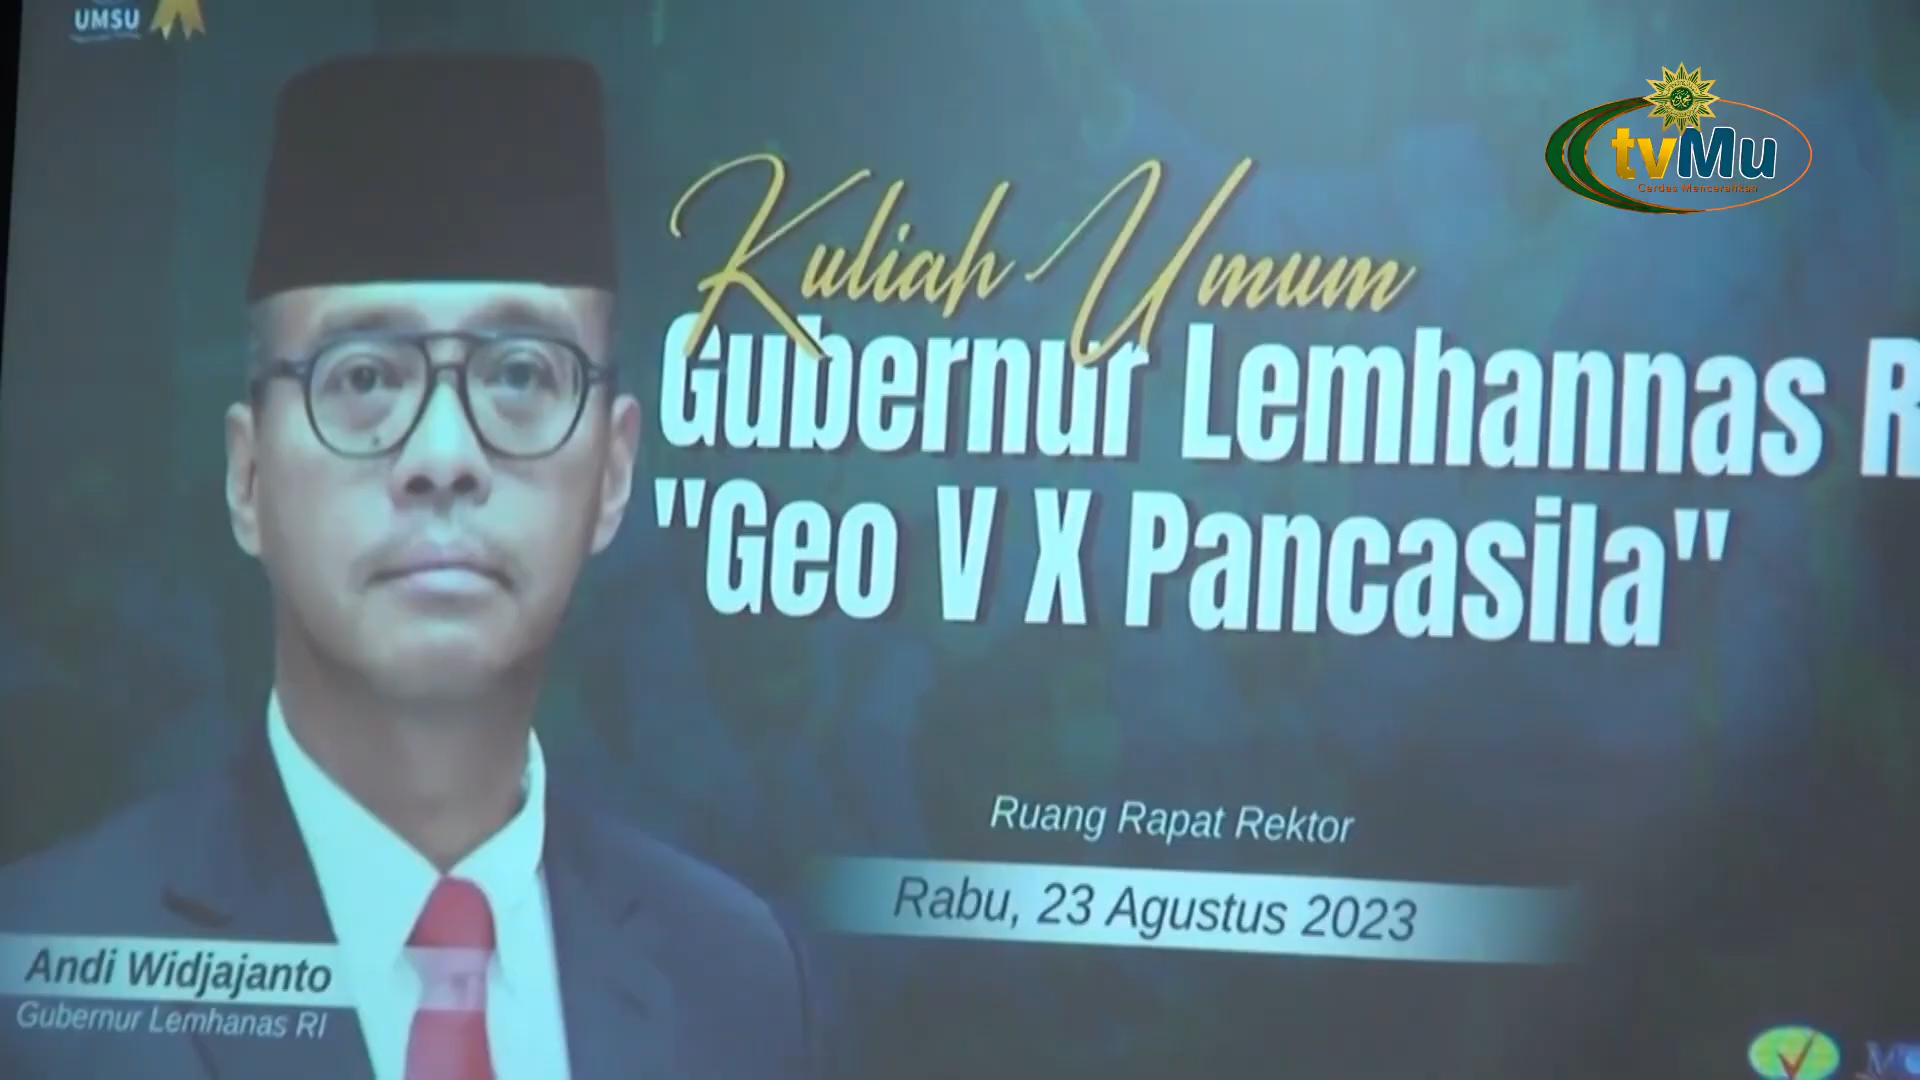 UMSU
tvMu
Cerdas Mencerahkan
Kuliah Umum
Gubernur Lemhannas
"Geo V X Pancasila"
Ruang Rapat Rektor
Rabu, 23 Agustus 2023
Andi Widjajanto
Gubernur Lemhanas RI